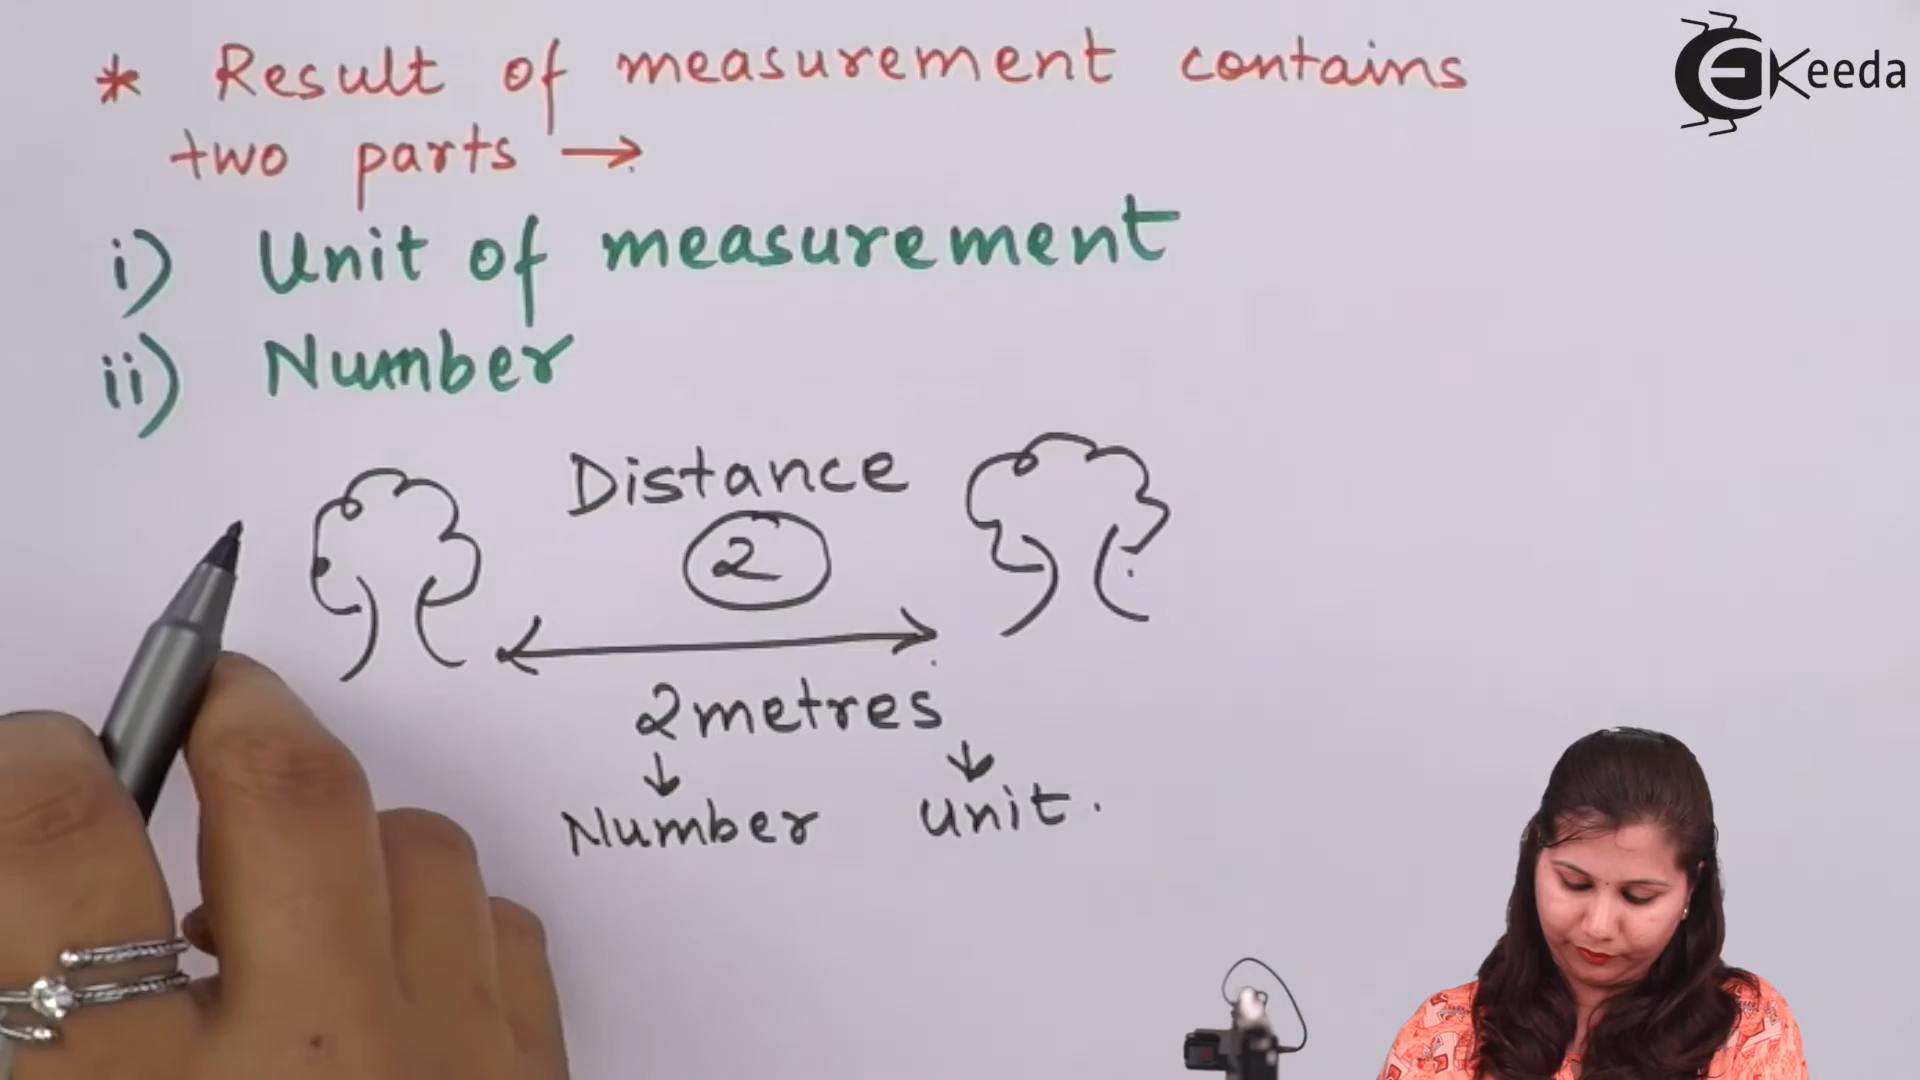 * Result of measurement contains
two parts →
i) Unit of measurement
ii) Number
Distance
2
2metres
↓ ↓
Number unit.
Keeda